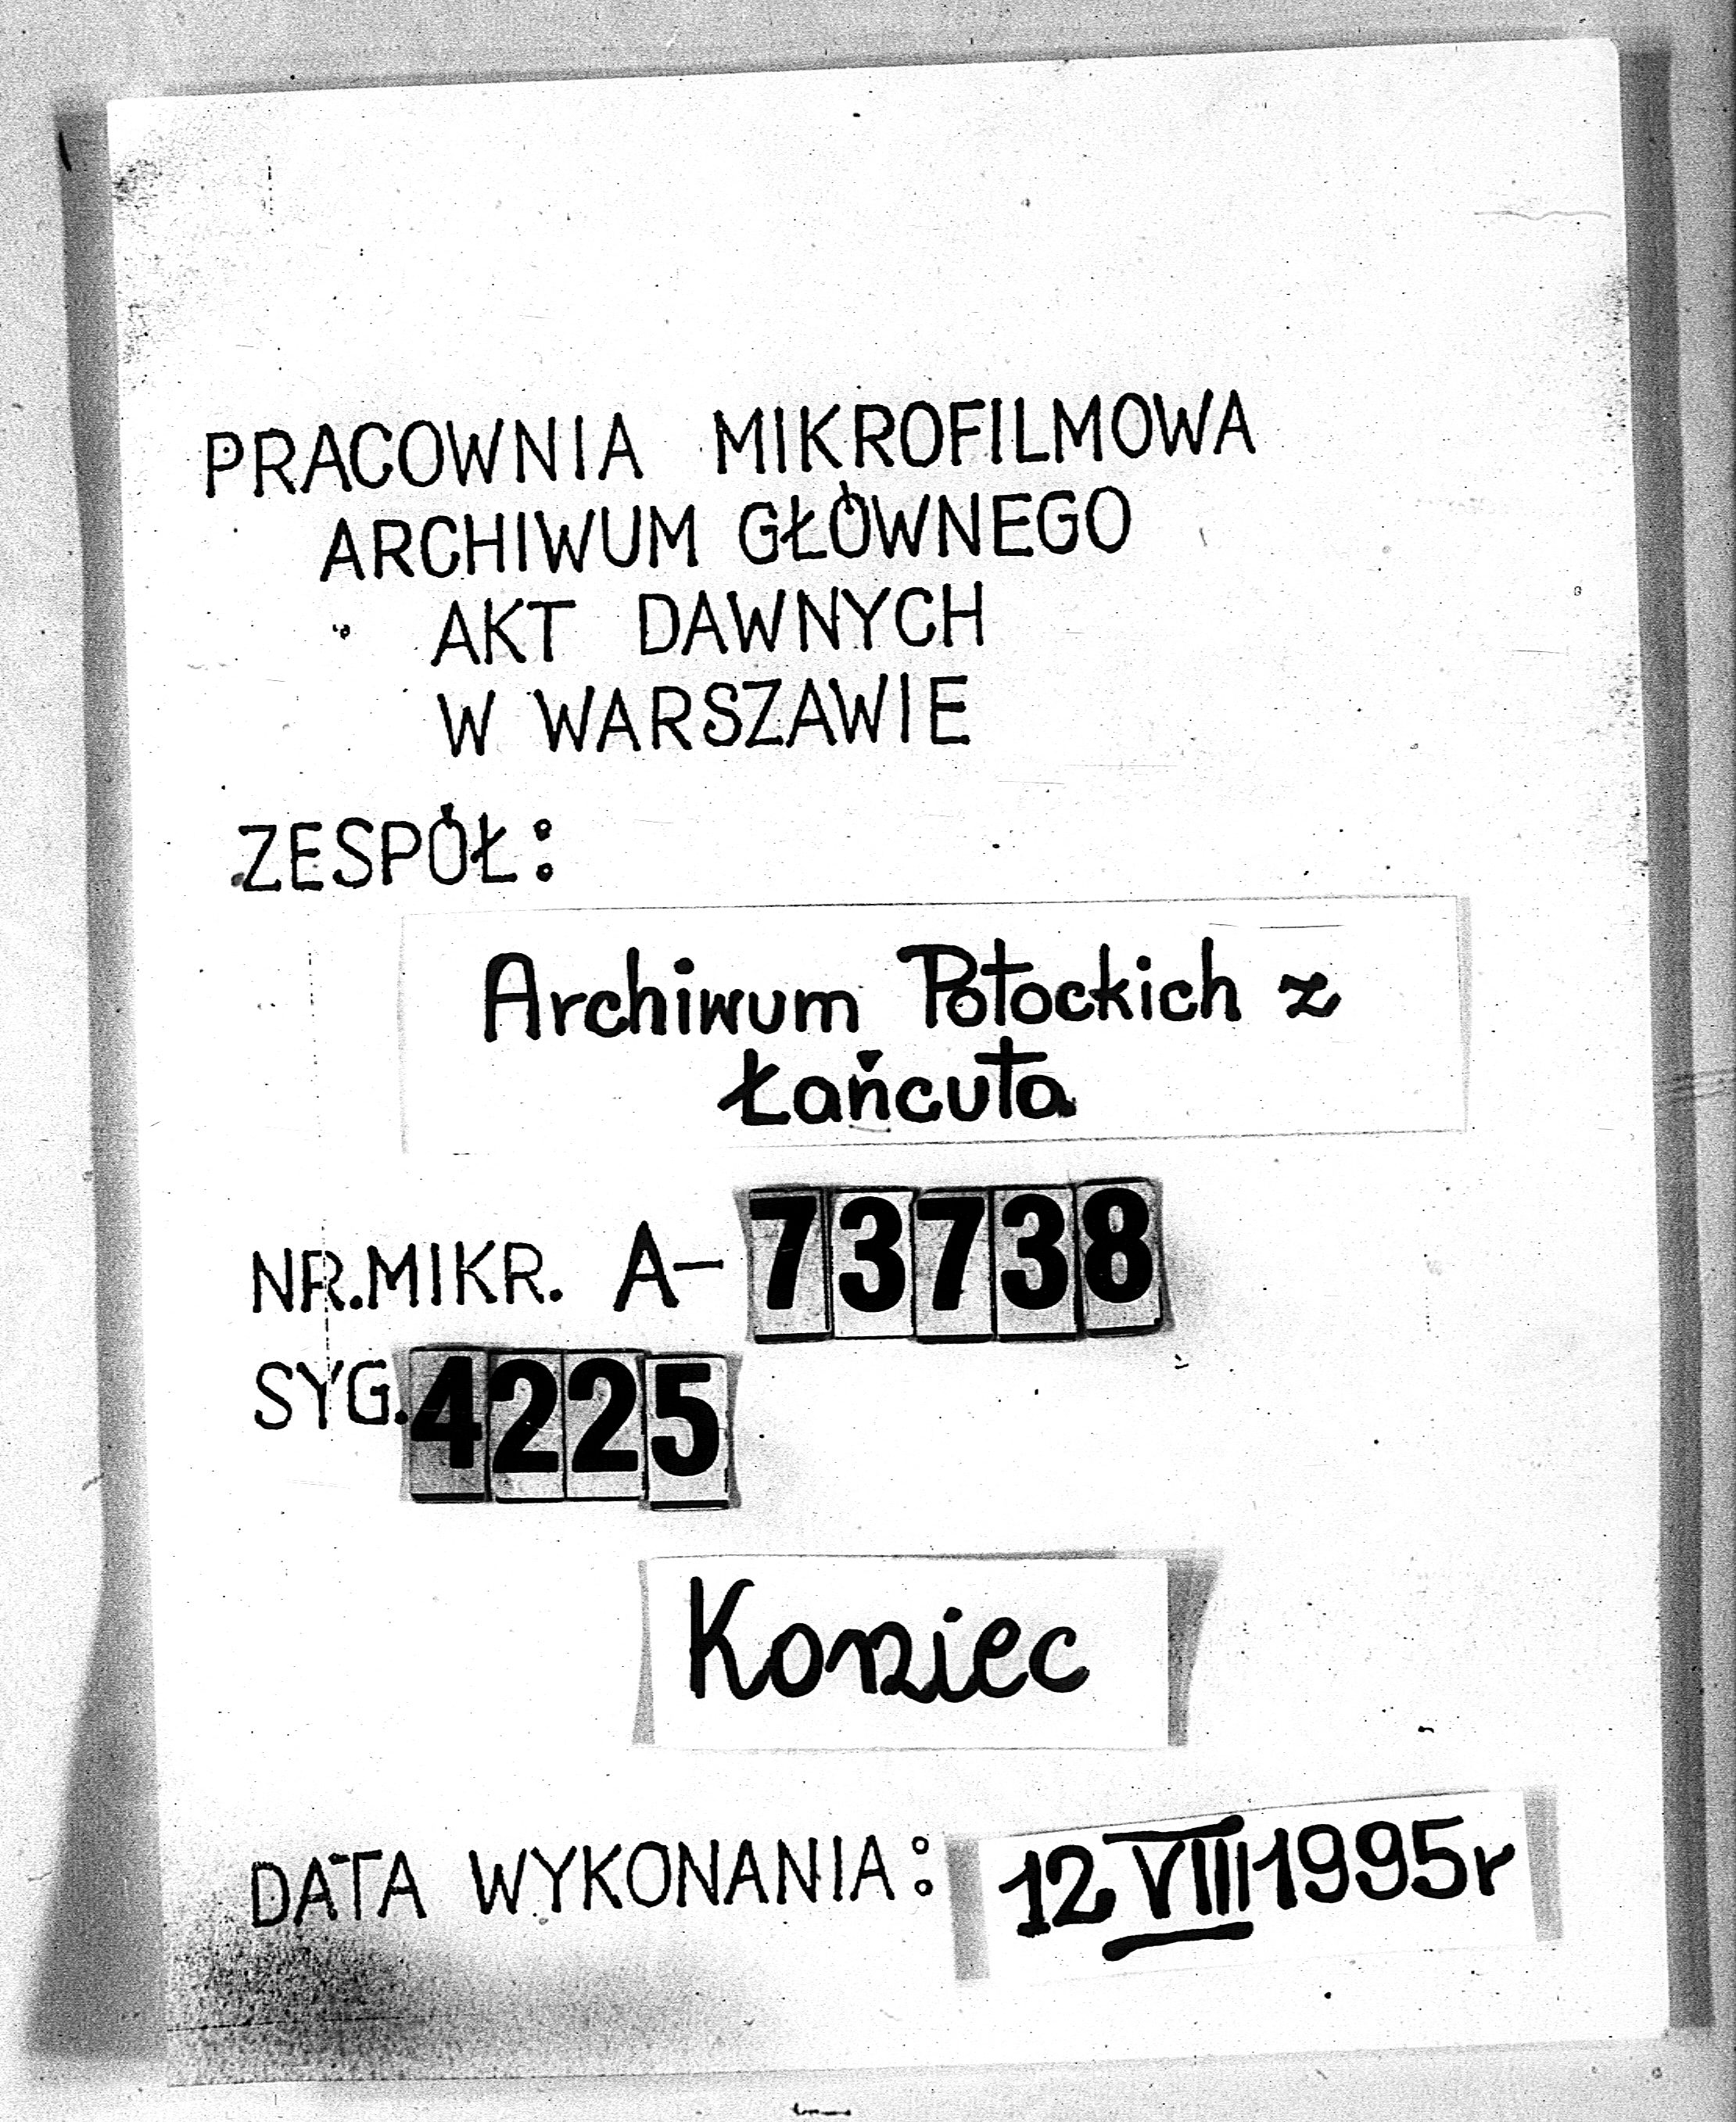 PRACOWNIA MIKROFILMOWA
ARCHIWUM GŁÓWNEGO
AKT DAWNYCH
W WARSZAWIE
ZESPÓŁ:
Archiwum Potockich z
Łańcuta
NR.MIKR. A-73738
SYG.4225
Koniec
DATA WYKONANIA: 12 VIII 1995r